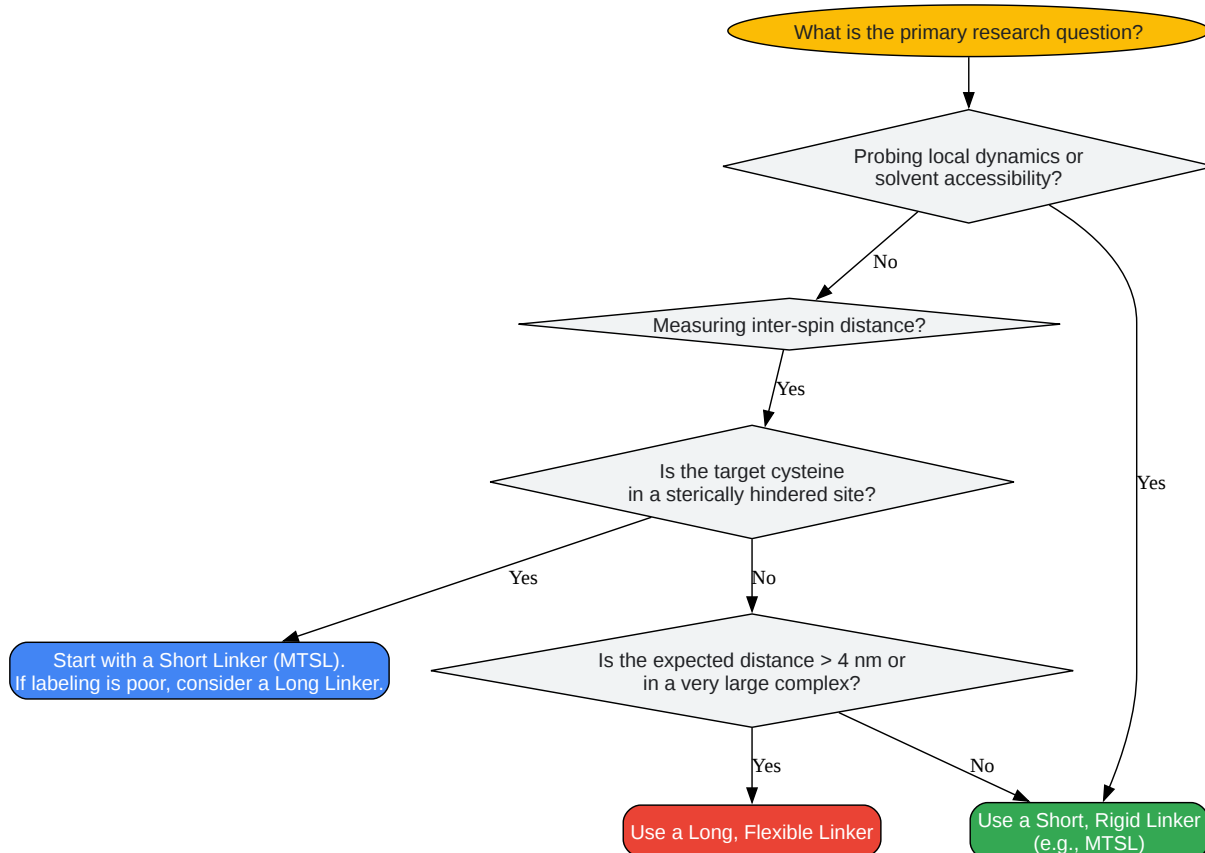 What is the primary research question?
Probing local dynamics or
solvent accessibility?
No
Measuring inter-spin distance?
Yes
Is the target cysteine
in a sterically hindered site?
Yes
Yes
No
Start with a Short Linker (MTSL).
If labeling is poor, consider a Long Linker.
Is the expected distance > 4 nm or
in a very large complex?
Yes
No
Use a Long, Flexible Linker
Use a Short, Rigid Linker
(e.g., MTSL)